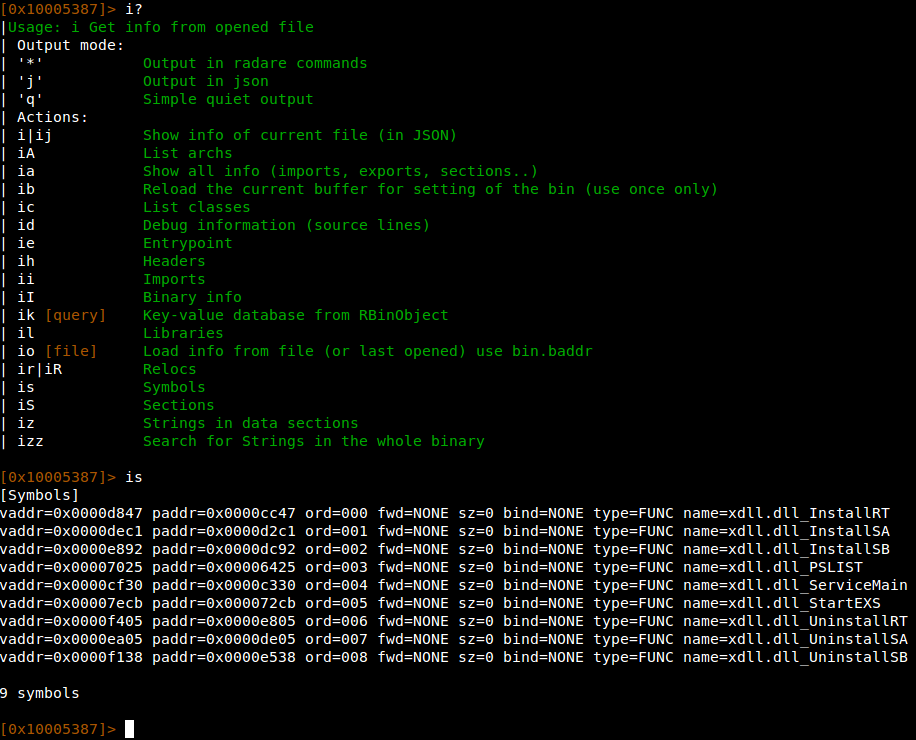 [0x10005387]> i?
|Usage: i Get info from opened file
| Output mode:
| '*' Output in radare commands
| 'j' Output in json
| 'q' Simple quiet output
| Actions:
| i|ij Show info of current file (in JSON)
| iA List archs
| ia Show all info (imports, exports, sections..)
| ib Reload the current buffer for setting of the bin (use once only)
| ic List classes
| id Debug information (source lines)
| ie Entrypoint
| ih Headers
| ii Imports
| iI Binary info
| ik [query] Key-value database from RBinObject
| il Libraries
| io [file] Load info from file (or last opened) use bin.baddr
| ir|iR Relocs
| is Symbols
| iS Sections
| iz Strings in data sections
| izz Search for Strings in the whole binary
[0x10005387]> is
[Symbols]
vaddr=0x0000d847 paddr=0x0000cc47 ord=000 fwd=NONE sz=0 bind=NONE type=FUNC name=xdll.dll_InstallRT
vaddr=0x0000dec1 paddr=0x0000d2c1 ord=001 fwd=NONE sz=0 bind=NONE type=FUNC name=xdll.dll_InstallSA
vaddr=0x0000e892 paddr=0x0000dc92 ord=002 fwd=NONE sz=0 bind=NONE type=FUNC name=xdll.dll_InstallSB
vaddr=0x00007025 paddr=0x00006425 ord=003 fwd=NONE sz=0 bind=NONE type=FUNC name=xdll.dll_PSLIST
vaddr=0x0000cf30 paddr=0x0000c330 ord=004 fwd=NONE sz=0 bind=NONE type=FUNC name=xdll.dll_ServiceMain
vaddr=0x00007ecb paddr=0x000072cb ord=005 fwd=NONE sz=0 bind=NONE type=FUNC name=xdll.dll_StartEXS
vaddr=0x0000f405 paddr=0x0000e805 ord=006 fwd=NONE sz=0 bind=NONE type=FUNC name=xdll.dll_UninstallRT
vaddr=0x0000ea05 paddr=0x0000de05 ord=007 fwd=NONE sz=0 bind=NONE type=FUNC name=xdll.dll_UninstallSA
vaddr=0x0000f138 paddr=0x0000e538 ord=008 fwd=NONE sz=0 bind=NONE type=FUNC name=xdll.dll_UninstallSB
9 symbols
[0x10005387]>